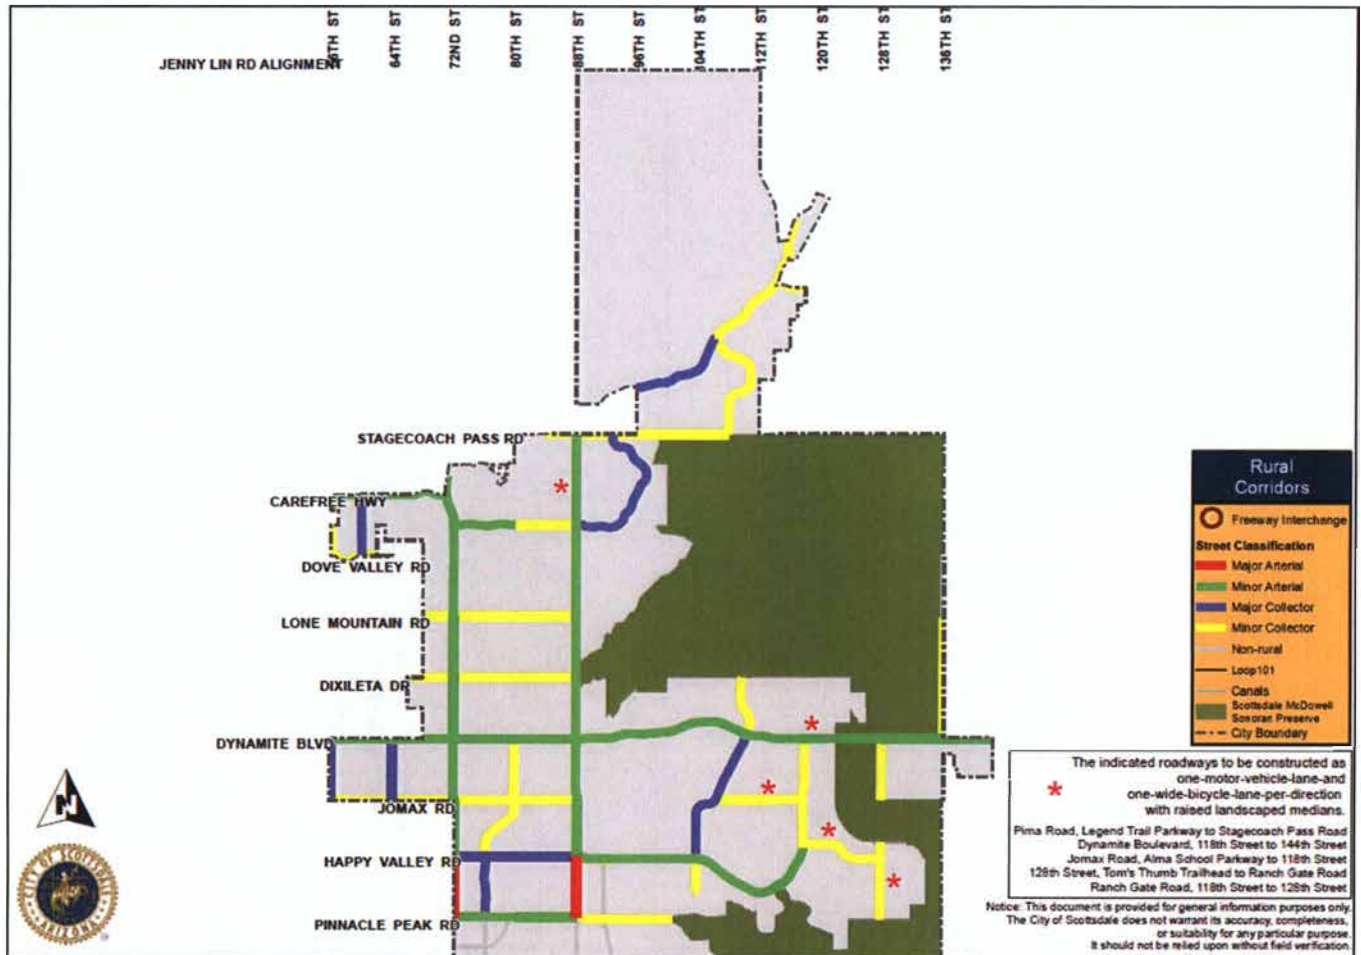 56TH ST
64TH ST
72ND ST
80TH ST
88TH ST
96TH ST
104TH ST
112TH ST
120TH ST
128TH ST
136TH ST
JENNY LIN RD ALIGNMENT
STAGECOACH PASS RD
CAREFREE HWY
DOVE VALLEY RD
LONE MOUNTAIN RD
DIXILETA DR
DYNAMITE BLVD
JOMAX RD
HAPPY VALLEY RD
PINNACLE PEAK RD
N
CITY OF SCOTTSDALE
ARIZONA
Rural
Corridors
Freeway Interchange
Street Classification
Major Arterial
Minor Arterial
Major Collector
Minor Collector
Non-rural
Loop101
Canals
Scottsdale McDowell
Sonoran Preserve
City Boundary
The indicated roadways to be constructed as
one-motor-vehicle-lane-and
* one-wide-bicycle-lane-per-direction
with raised landscaped medians.
Pima Road, Legend Trail Parkway to Stagecoach Pass Road
Dynamite Boulevard, 118th Street to 144th Street
Jomax Road, Alma School Parkway to 118th Street
128th Street, Tom's Thumb Trailhead to Ranch Gate Road
Ranch Gate Road, 118th Street to 128th Street
Notice: This document is provided for general information purposes only.
The City of Scottsdale does not warrant its accuracy, completeness,
or suitability for any particular purpose.
It should not be relied upon without field verification.